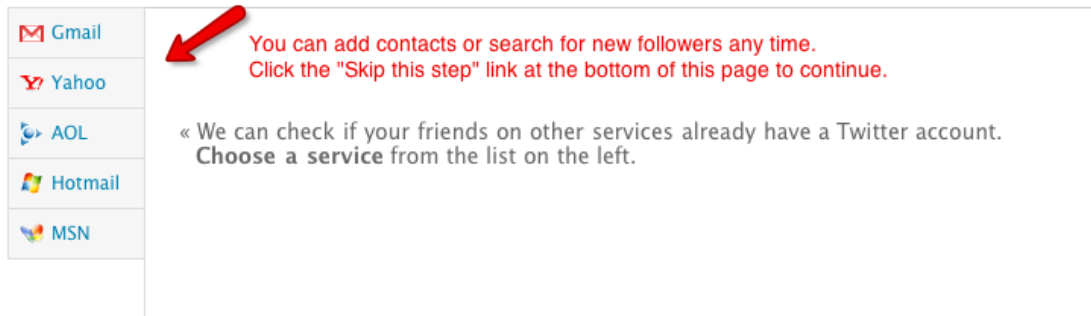 Gmail
Yahoo
AOL
Hotmail
MSN
You can add contacts or search for new followers any time.
Click the "Skip this step" link at the bottom of this page to continue.
« We can check if your friends on other services already have a Twitter account.
Choose a service from the list on the left.